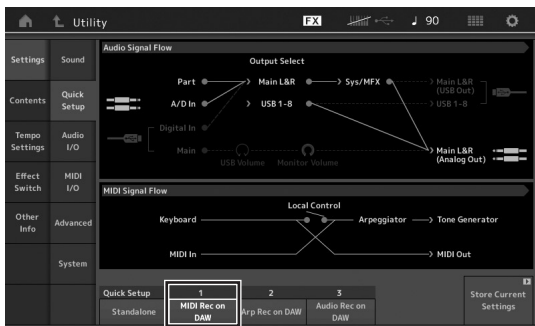 Utility
FX
90
Settings
Sound
Contents
Quick
Setup
Tempo
Settings
Audio
I/O
Effect
Switch
MIDI
I/O
Other
Info
Advanced
System
Audio Signal Flow
Output Select
Part
Main L&R
Sys/MFX
Main L&R
(USB Out)
A/D In
USB 1-8
USB 1-8
Digital In
Main
USB Volume
Monitor Volume
Main L&R
(Analog Out)
MIDI Signal Flow
Local Control
Keyboard
Arpeggiator
Tone Generator
MIDI In
MIDI Out
Quick Setup
1
2
3
Standalone
MIDI Rec on
DAW
Arp Rec on DAW
Audio Rec on
DAW
Store Current
Settings